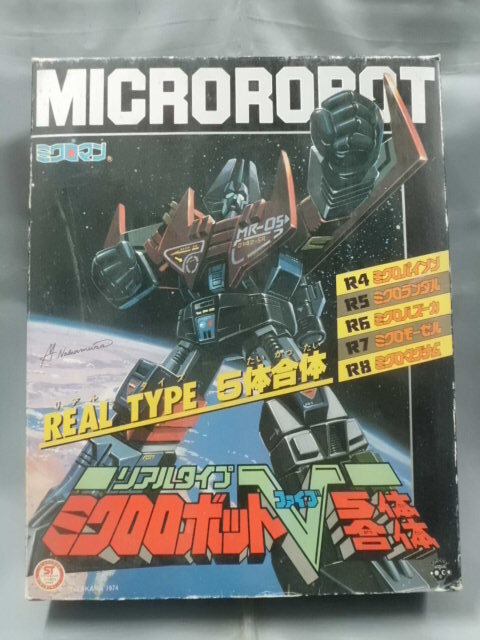 MICROROBOT
ミクロマン®
MR-05
R4 ミクロパイソン
R5 ミクロランダル
R6 ミクロバズーカ
R7 ミクロモーゼル
R8 ミクロマグナム
H. Nakamura
リアル タイプ
たいがったい
REAL TYPE 5体合体
リアルタイプ
ミクロロボットV
ファイブ
5体
合体
ST
TAKARA 1974